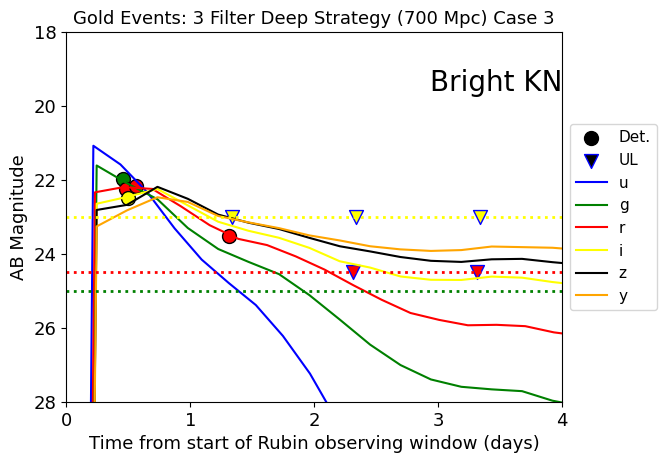 Gold Events: 3 Filter Deep Strategy (700 Mpc) Case 3
18
20
22
24
26
28
AB Magnitude
Bright KN
0
1
2
3
4
Time from start of Rubin observing window (days)
Det.
UL
u
g
r
i
z
y